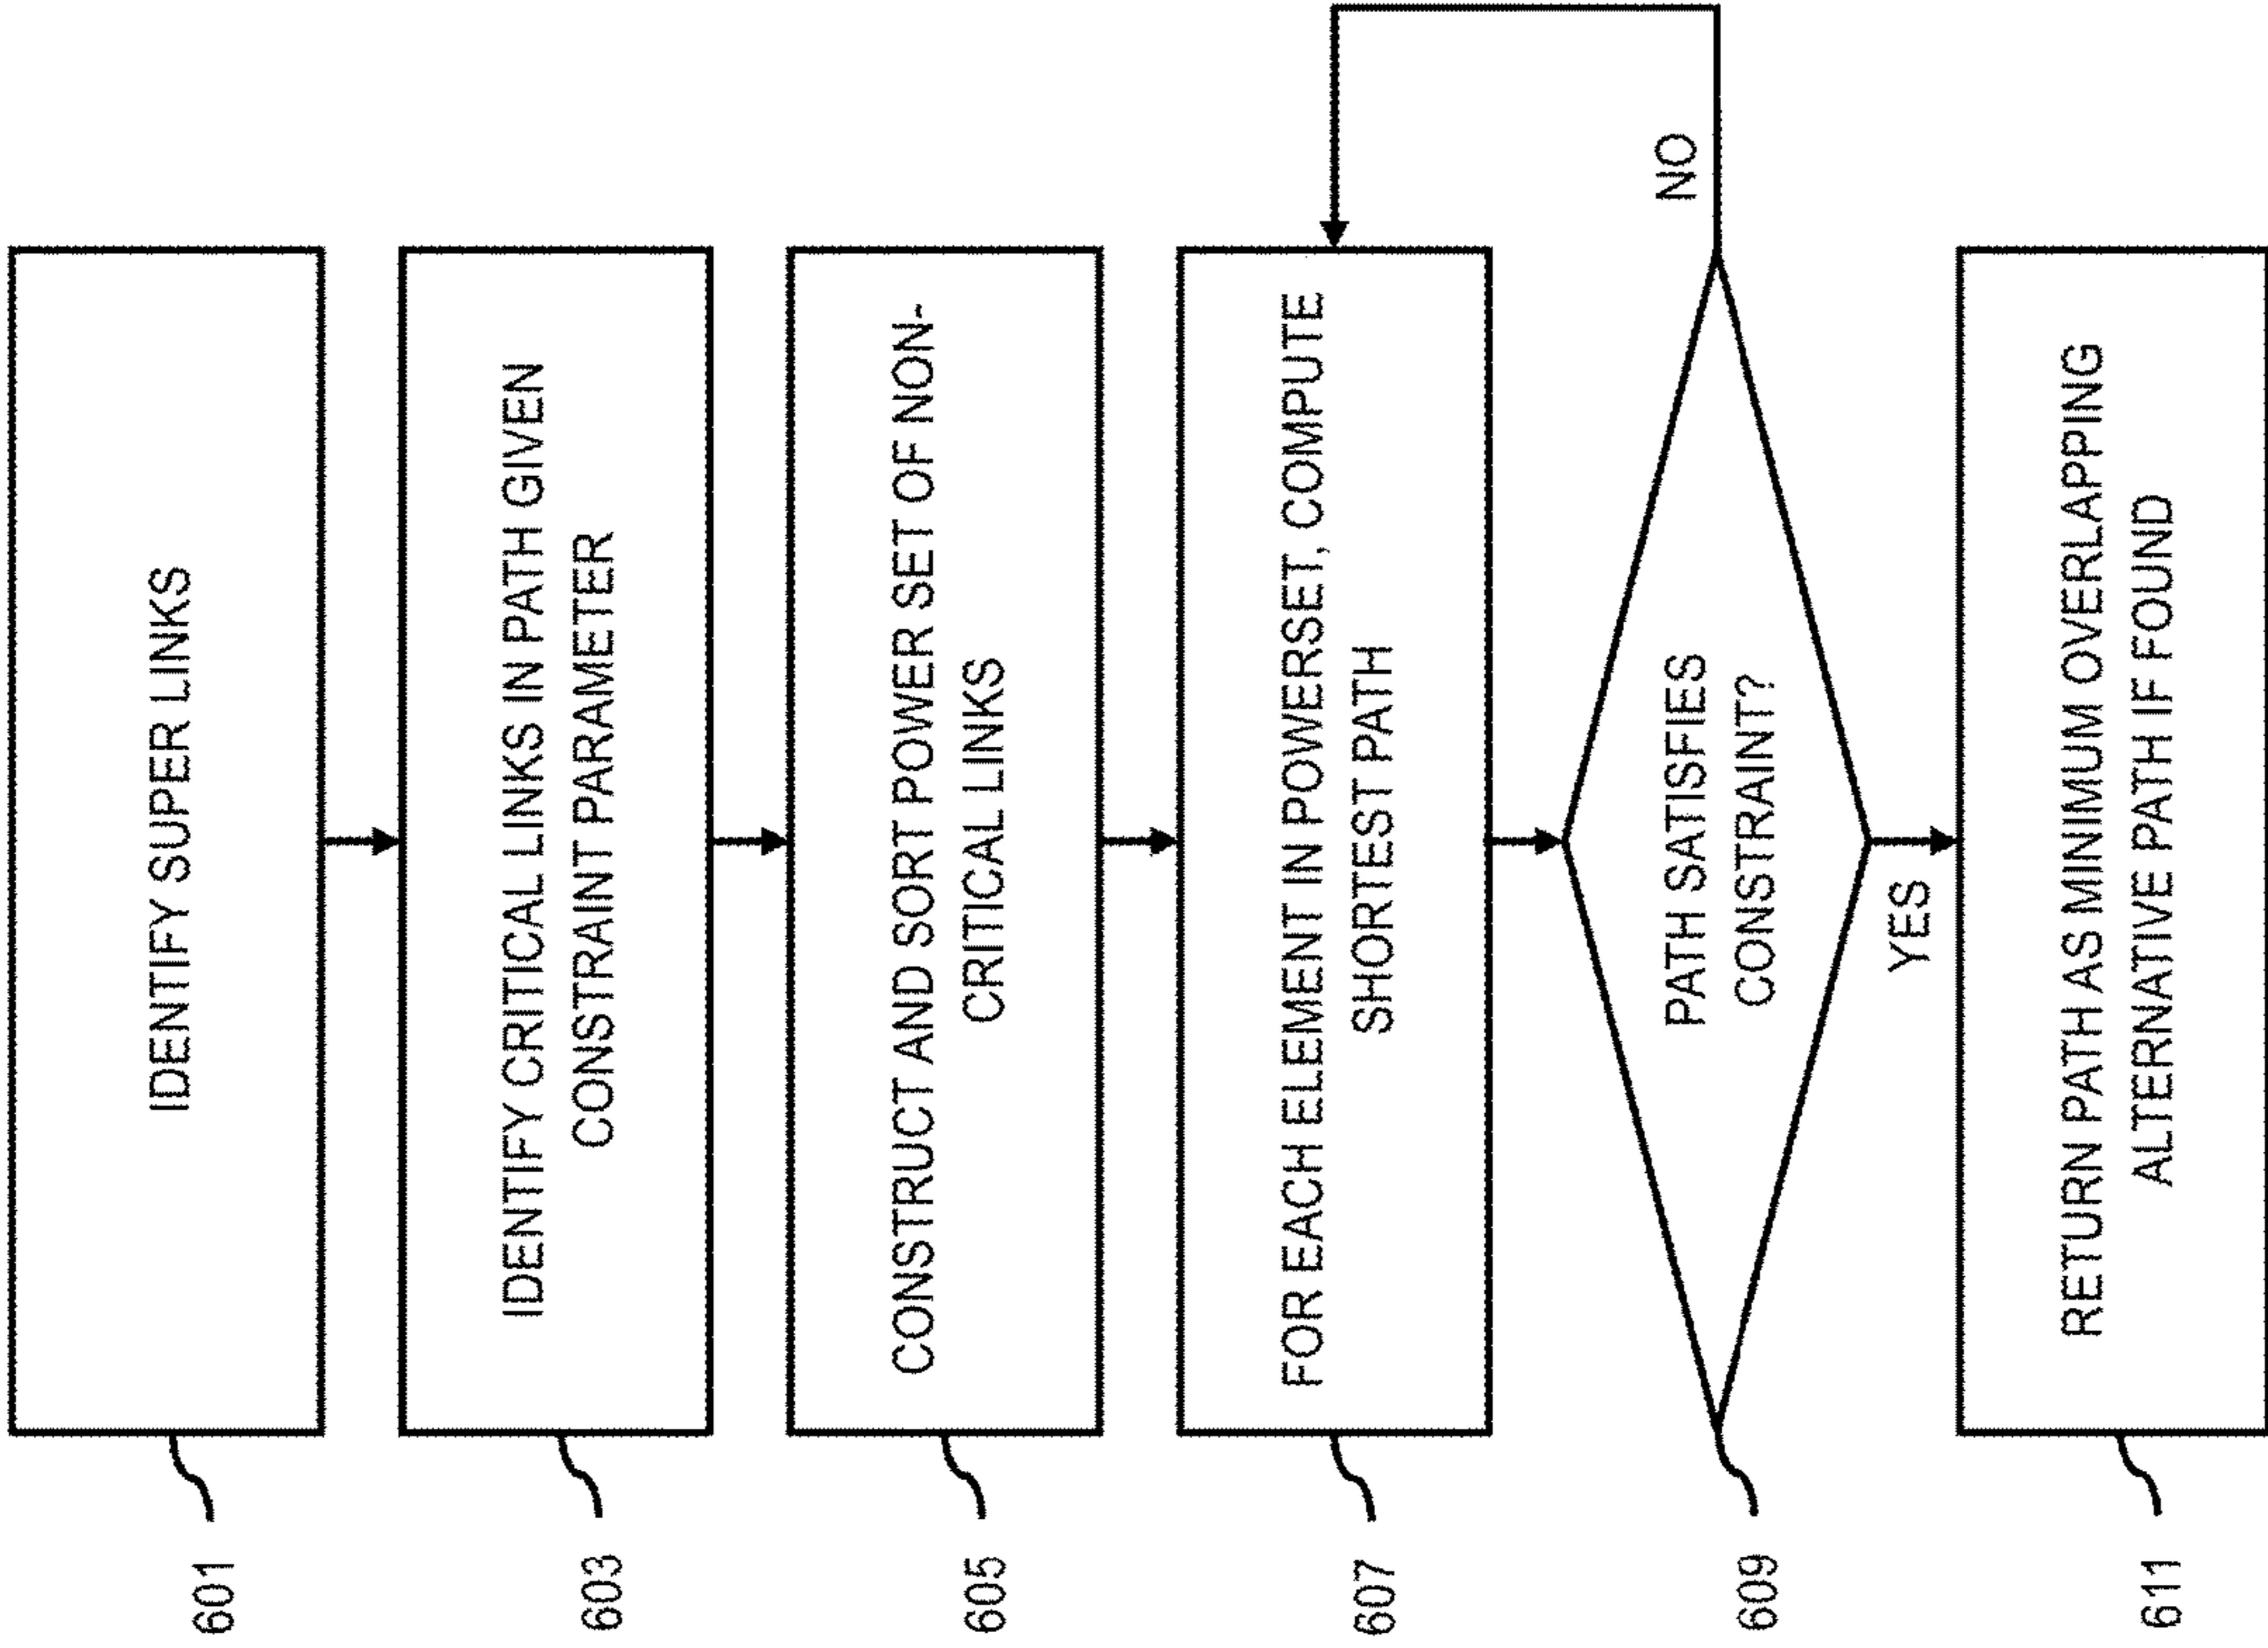 601
IDENTIFY SUPER LINKS
603
IDENTIFY CRITICAL LINKS IN PATH GIVEN
CONSTRAINT PARAMETER
605
CONSTRUCT AND SORT POWER SET OF NON-
CRITICAL LINKS
607
FOR EACH ELEMENT IN POWERSET, COMPUTE
SHORTEST PATH
609
PATH SATISFIES
CONSTRAINT?
NO
YES
611
RETURN PATH AS MINIMUM OVERLAPPING
ALTERNATIVE PATH IF FOUND